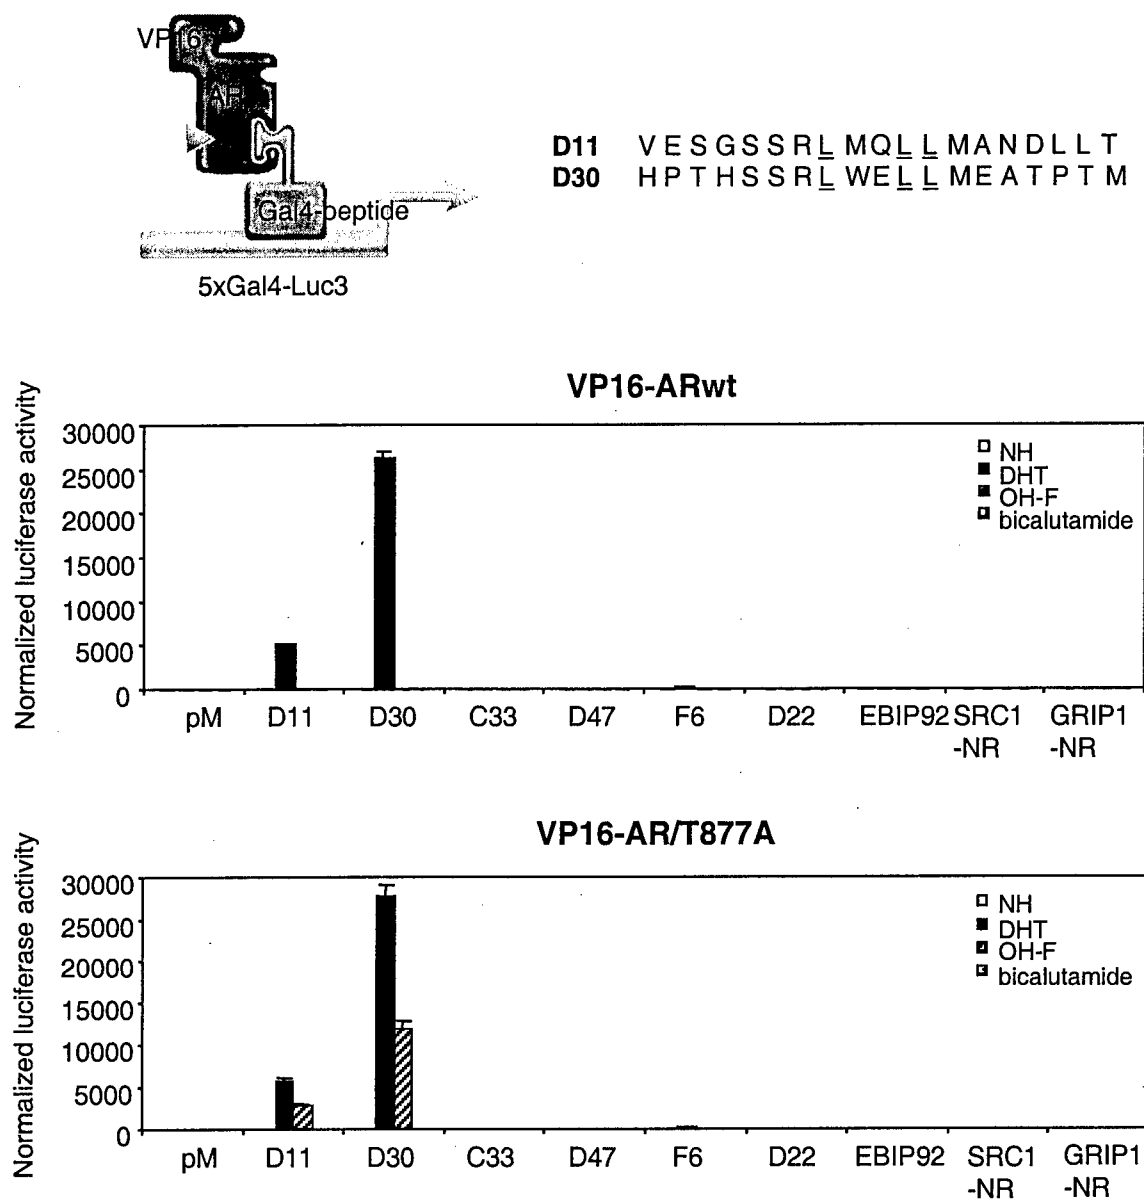 VP16
AR
Gal4-peptide
5xGal4-Luc3
D11 V E S G S S R L M Q L L M A N D L L T
D30 H P T H S S R L W E L L M E A T P T M
VP16-ARwt
Normalized luciferase activity
30000
25000
20000
15000
10000
5000
0
NH
DHT
OH-F
bicalutamide
pM D11 D30 C33 D47 F6 D22 EBIP92 SRC1 GRIP1
-NR -NR
VP16-AR/T877A
Normalized luciferase activity
30000
25000
20000
15000
10000
5000
0
NH
DHT
OH-F
bicalutamide
pM D11 D30 C33 D47 F6 D22 EBIP92 SRC1 GRIP1
-NR -NR